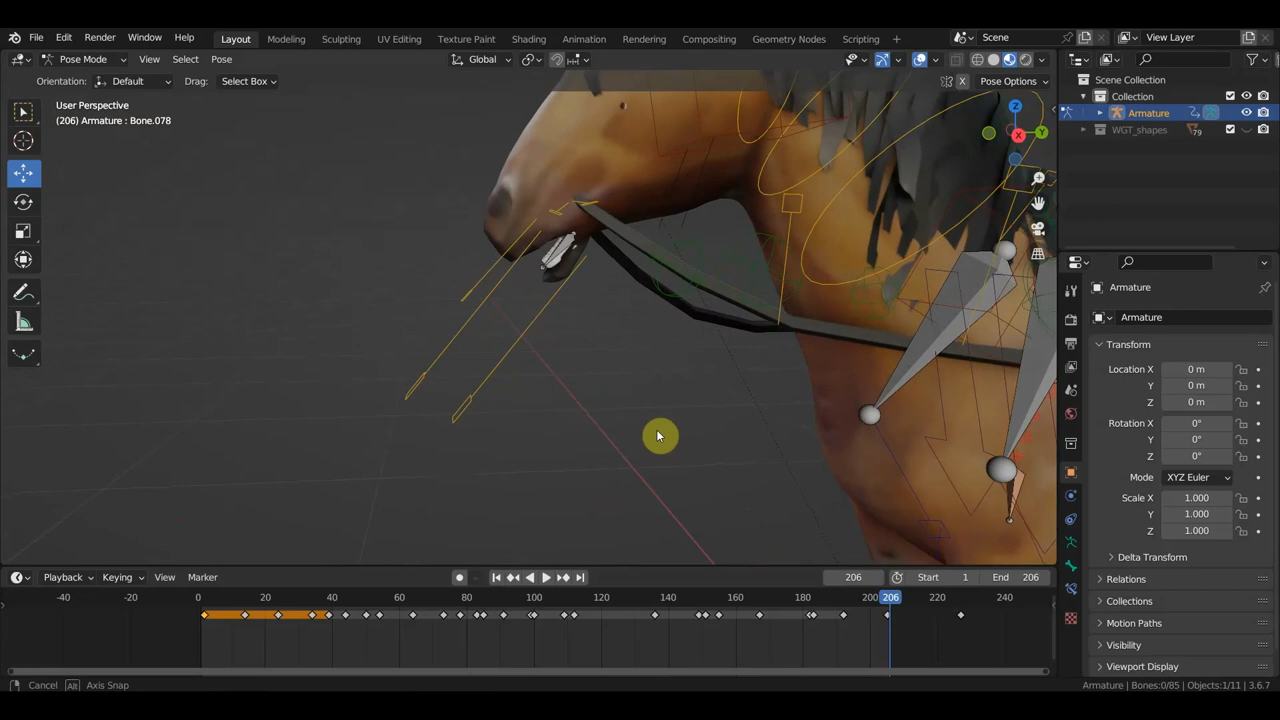 File Edit Render Window Help Layout Modeling Sculpting UV Editing Texture Paint Shading Animation Rendering Compositing Geometry Nodes Scripting + Scene View Layer
Pose Mode View Select Pose Global
Orientation: Default Drag: Select Box X Pose Options
User Perspective
(206) Armature : Bone.078
Z
Y
X
Scene Collection
Collection
Armature
WGT_shapes 79
Armature
Armature
Transform
Location X 0 m
Y 0 m
Z 0 m
Rotation X 0°
Y 0°
Z 0°
Mode XYZ Euler
Scale X 1.000
Y 1.000
Z 1.000
Delta Transform
Relations
Collections
Motion Paths
Visibility
Viewport Display
Playback Keying View Marker 206 Start 1 End 206
-40 -20 0 20 40 60 80 100 120 140 160 180 200 206 220 240
Cancel Alt Axis Snap Armature | Bones:0/85 | Objects:1/11 | 3.6.7